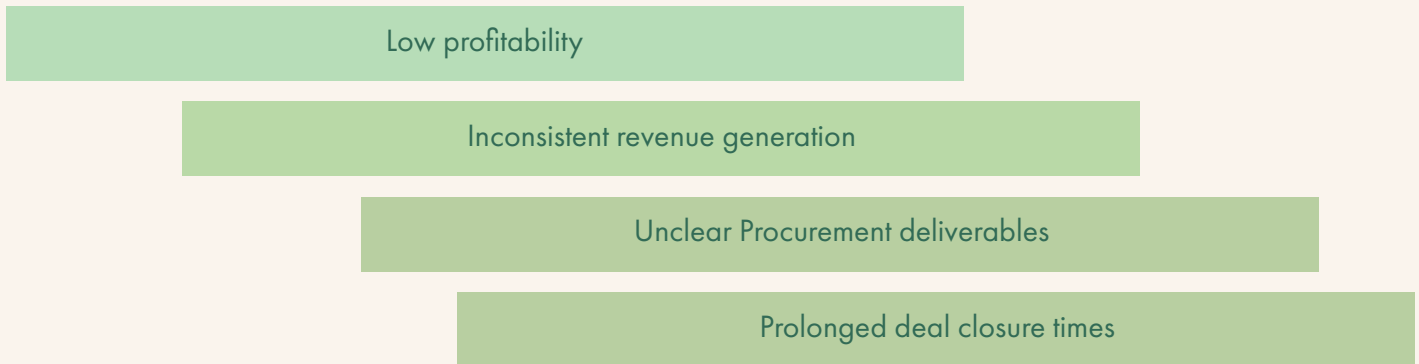 Low profitability
Inconsistent revenue generation
Unclear Procurement deliverables
Prolonged deal closure times